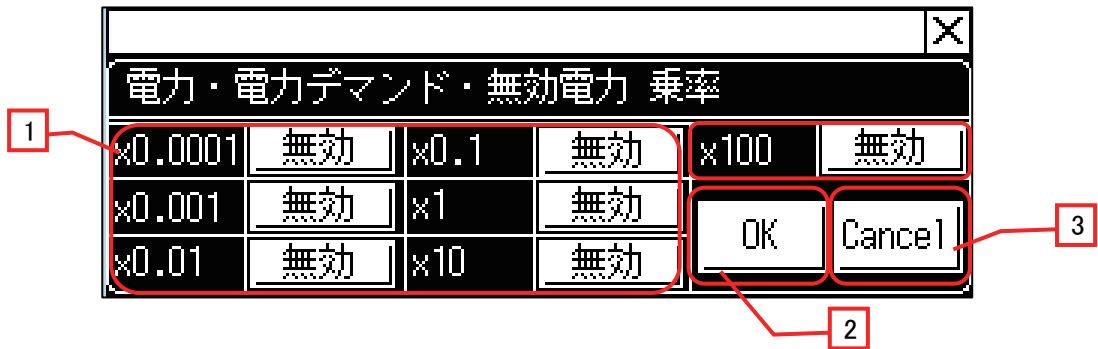 電力・電力デマンド・無効電力 乗率
1
x0.0001 無効 x0.1 無効 x100 無効
x0.001 無効 x1 無効
OK Cancel
3
x0.01 無効 x10 無効
2